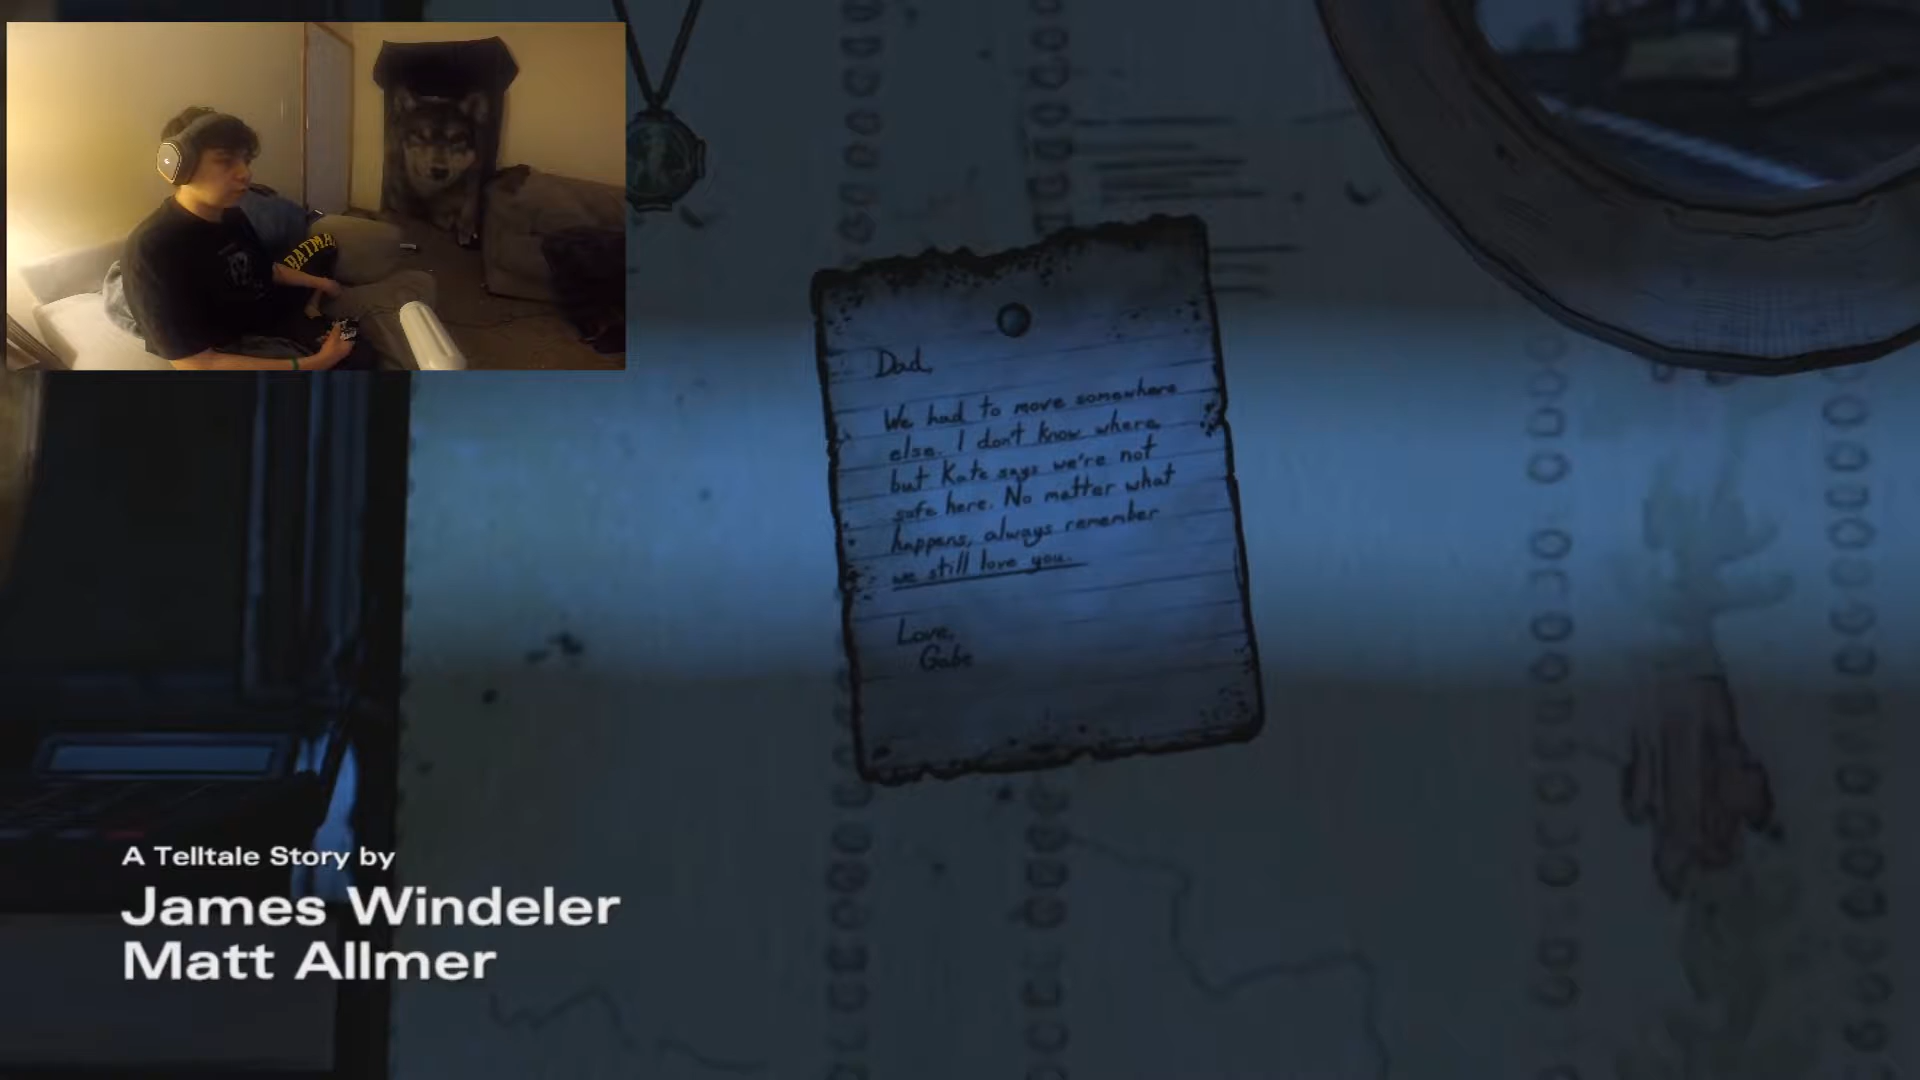 BATMA
Dad,
We had to move somewhere
else. I don't know where,
but Kate says we're not
safe here. No matter what
happens, always remember
we still love you.
Love,
Gabe
A Telltale Story by
James Windeler
Matt Allmer